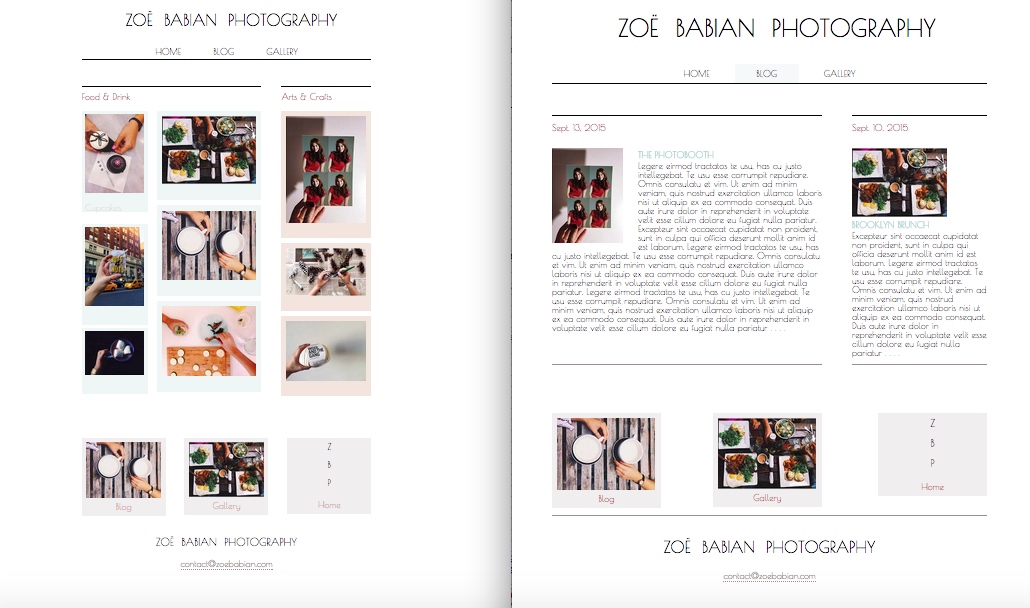 ZOË BABIAN PHOTOGRAPHY
HOME BLOG GALLERY
Food & Drink
Arts & Crafts
Cupcakes
Z
B
P
Blog
Gallery
Home
ZOË BABIAN PHOTOGRAPHY
contact@zoebabian.com
ZOË BABIAN PHOTOGRAPHY
HOME BLOG GALLERY
Sept. 13, 2015
THE PHOTOBOOTH
Legere eirmod tractatos te usu, has cu justo
intellegebat. Te usu esse corrumpit repudiare.
Omnis consulatu et vim. Ut enim ad minim
veniam, quis nostrud exercitation ullamco laboris
nisi ut aliquip ex ea commodo consequat. Duis
aute irure dolor in reprehenderit in voluptate
velit esse cillum dolore eu fugiat nulla pariatur.
Excepteur sint occaecat cupidatat non proident,
sunt in culpa qui officia deserunt mollit anim id
est laborum. Legere eirmod tractatos te usu, has
cu justo intellegebat. Te usu esse corrumpit repudiare. Omnis consulatu
et vim. Ut enim ad minim veniam, quis nostrud exercitation ullamco
laboris nisi ut aliquip ex ea commodo consequat. Duis aute irure dolor
in reprehenderit in voluptate velit esse cillum dolore eu fugiat nulla
pariatur. Legere eirmod tractatos te usu, has cu justo intellegebat. Te
usu esse corrumpit repudiare. Omnis consulatu et vim. Ut enim ad
minim veniam, quis nostrud exercitation ullamco laboris nisi ut aliquip
ex ea commodo consequat. Duis aute irure dolor in reprehenderit in
voluptate velit esse cillum dolore eu fugiat nulla pariatur . . . .
Sept. 10, 2015
BROOKLYN BRUNCH
Excepteur sint occaecat cupidatat
non proident, sunt in culpa qui
officia deserunt mollit anim id est
laborum. Legere eirmod tractatos
te usu, has cu justo intellegebat. Te
usu esse corrumpit repudiare.
Omnis consulatu et vim. Ut enim ad
minim veniam, quis nostrud
exercitation ullamco laboris nisi ut
aliquip ex ea commodo consequat.
Duis aute irure dolor in
reprehenderit in voluptate velit esse
cillum dolore eu fugiat nulla
pariatur . . . .
Z
B
P
Blog
Gallery
Home
ZOË BABIAN PHOTOGRAPHY
contact@zoebabian.com